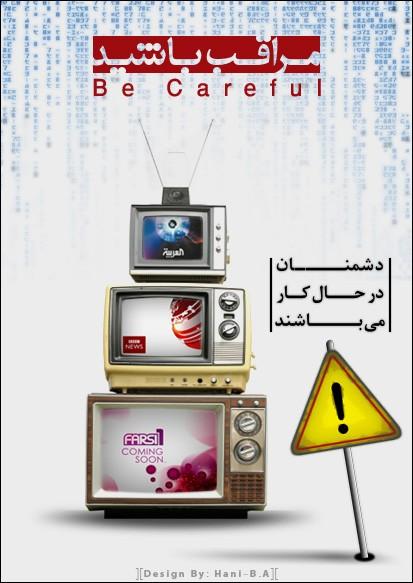 مراقب باشید
Be Careful
العربية
دشمنان
در حال کار
می باشند
BBC
NEWS
FARSI1
COMING
SOON..
][Design By: Hani-B.A][